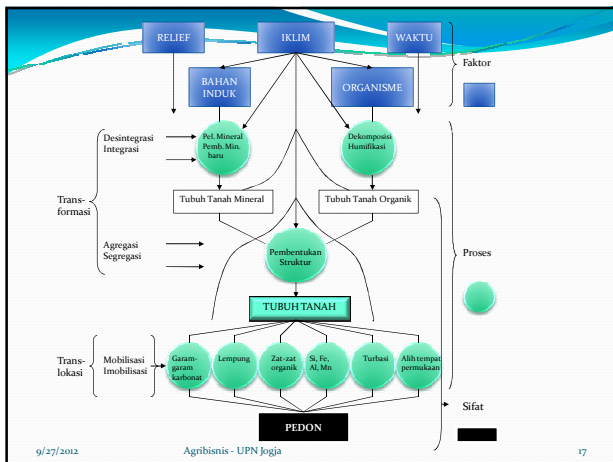 RELIEF
IKLIM
WAKTU
Faktor
BAHAN
INDUK
ORGANISME
Desintegrasi
Integrasi
Pel. Mineral
Pemb. Min.
baru
Dekomposisi
Humifikasi
Trans-
formasi
Tubuh Tanah Mineral
Tubuh Tanah Organik
Agregasi
Segregasi
Pembentukan
Struktur
Proses
TUBUH TANAH
Trans-
lokasi
Mobilisasi
Imobilisasi
Garam-
garam
karbonat
Lempung
Zat-zat
organik
Si, Fe,
Al, Mn
Turbasi
Alih tempat
permukaan
Sifat
PEDON
9/27/2012
Agribisnis - UPN Jogja
17